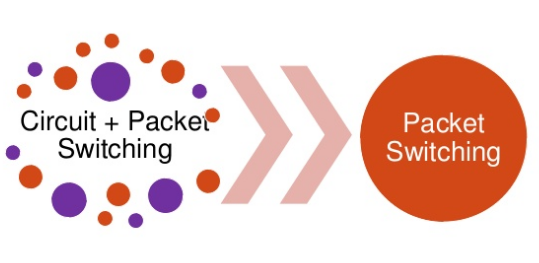 Circuit + Packet
Switching
Packet
Switching